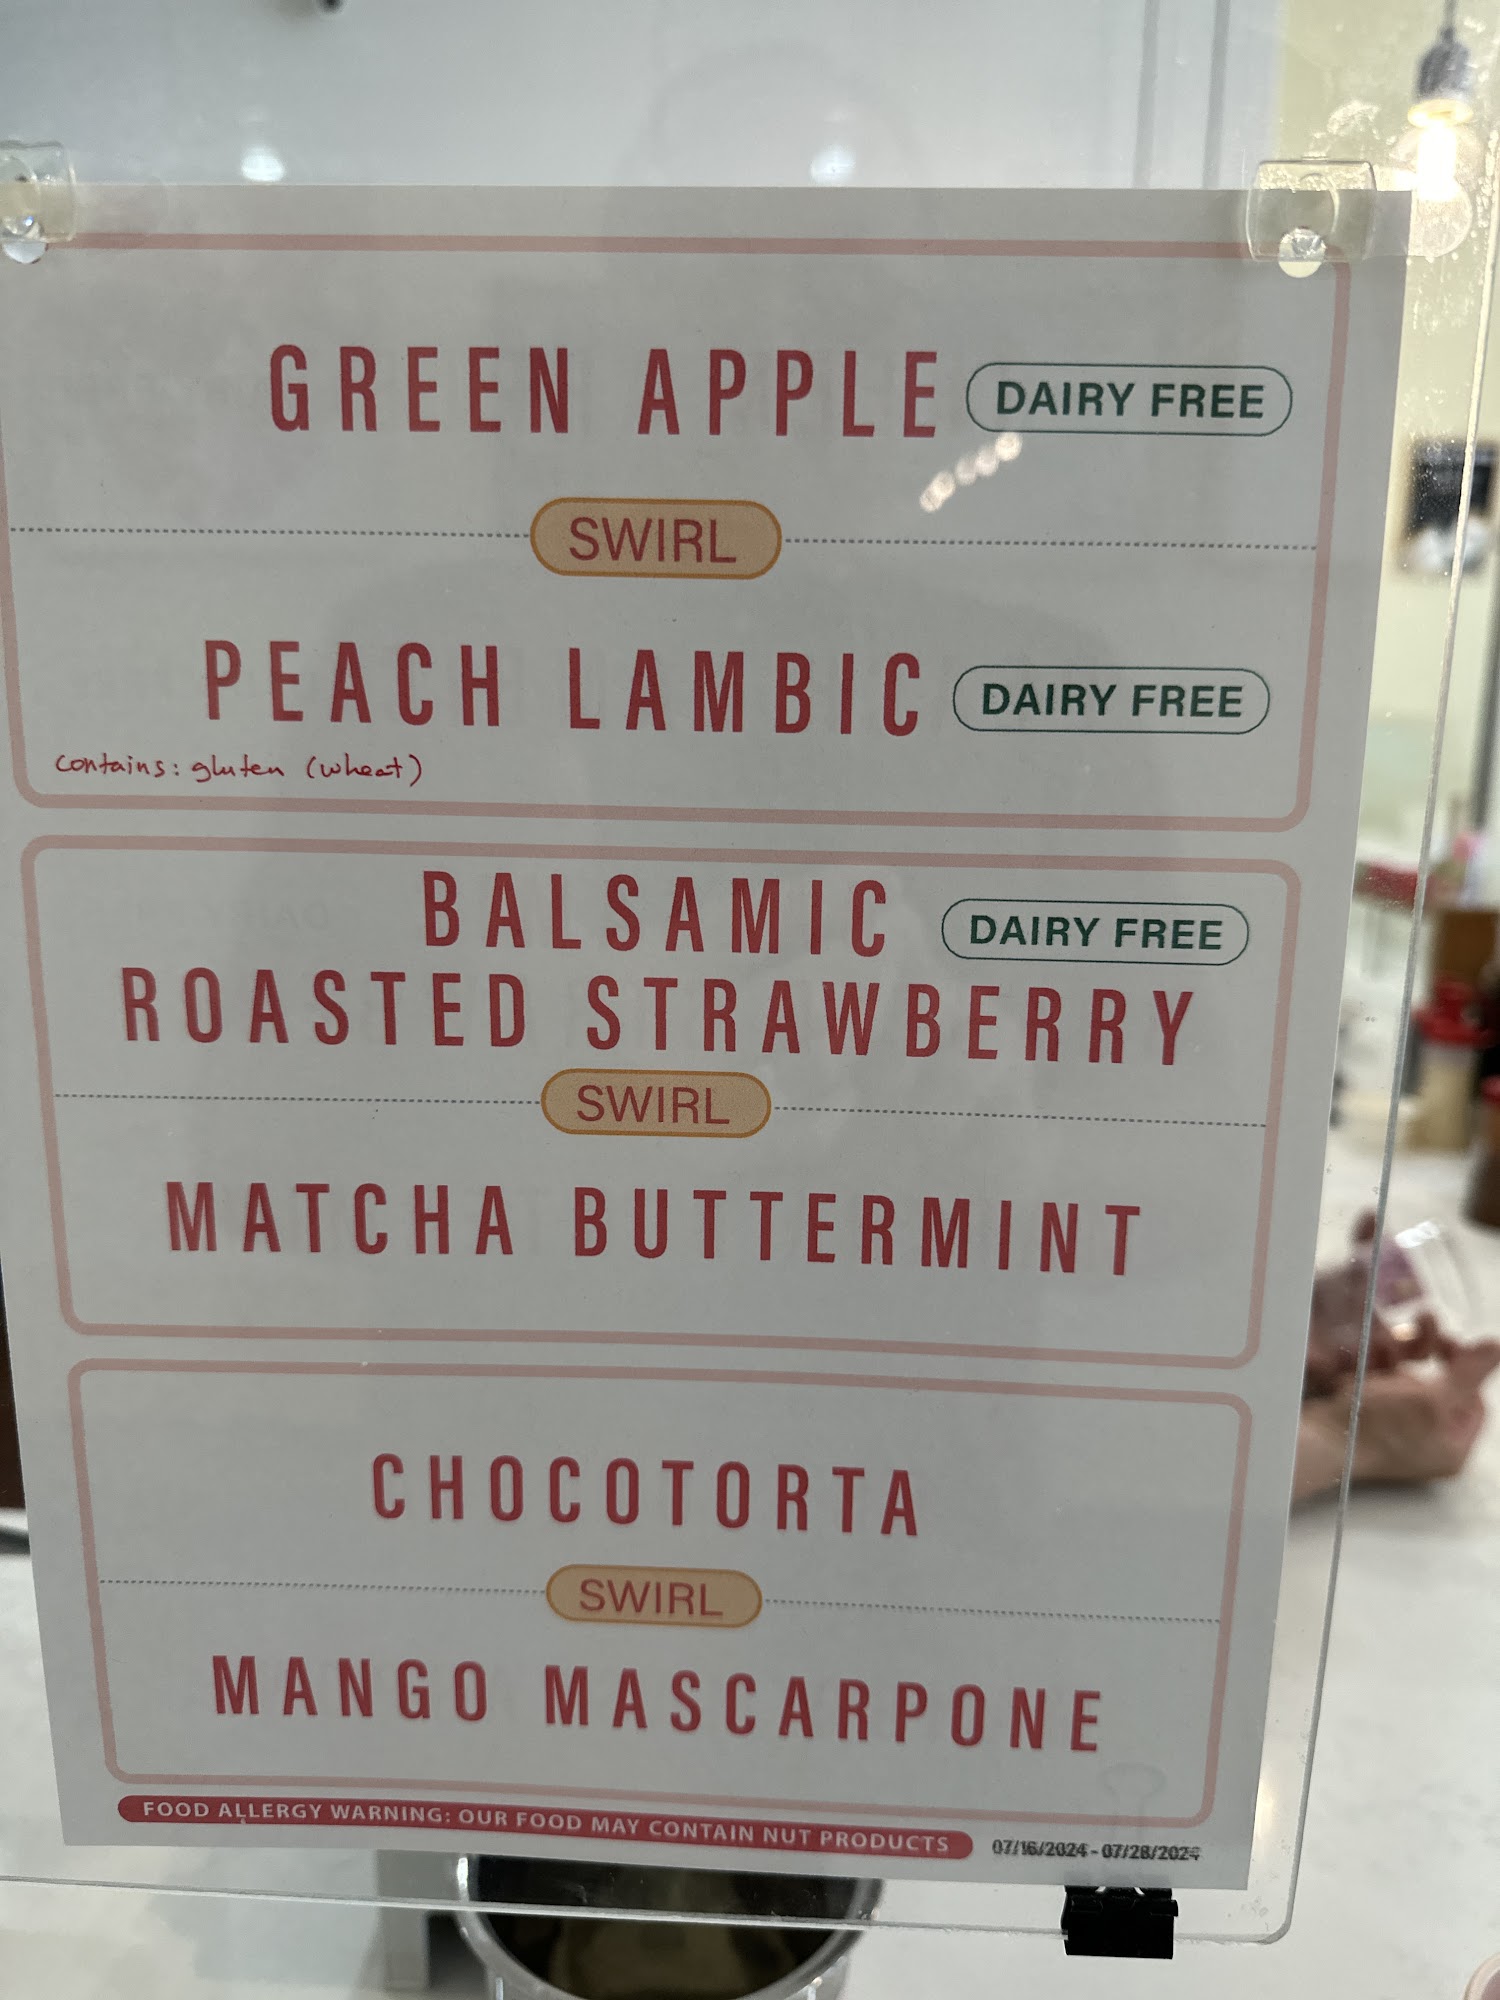 GREEN APPLE DAIRY FREE
SWIRL
PEACH LAMBIC DAIRY FREE
contains: gluten (wheat)
BALSAMIC DAIRY FREE
ROASTED STRAWBERRY
SWIRL
MATCHA BUTTERMINT
CHOCOTORTA
SWIRL
MANGO MASCARPONE
FOOD ALLERGY WARNING: OUR FOOD MAY CONTAIN NUT PRODUCTS 07/16/2024 - 07/28/2024